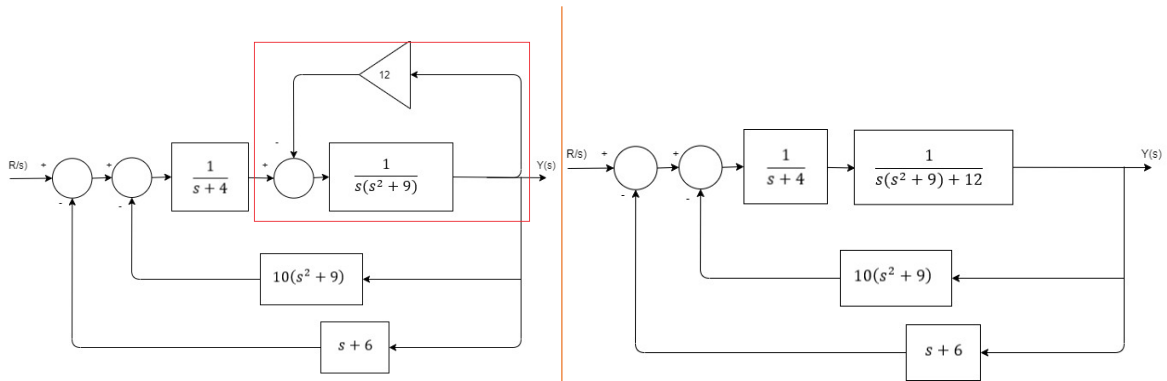 12
-
R/s)
+
+
+
Y(s)
1
s + 4
1
s(s² + 9)
-
-
10(s² + 9)
s + 6
R/s)
+
+
Y(s)
1
s + 4
1
s(s² + 9) + 12
-
-
10(s² + 9)
s + 6